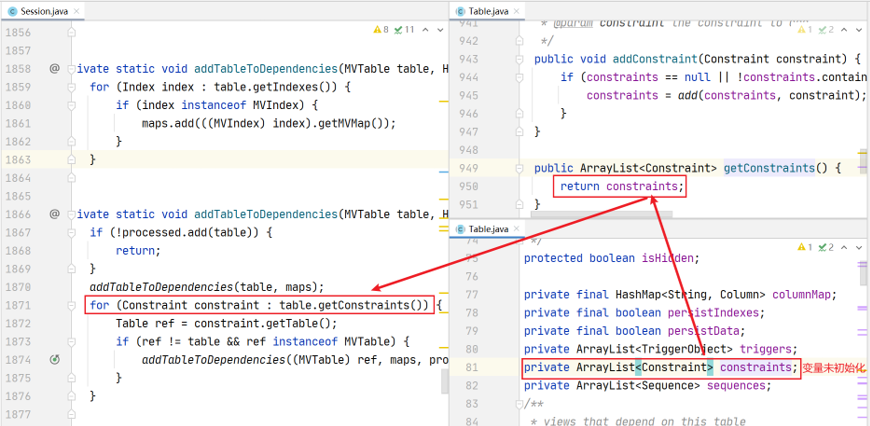 Session.java
8 11
1856
1857
1858 @ ivate static void addTableToDependencies(MVTable table, H
1859 for (Index index : table.getIndexes()) {
1860 if (index instanceof MVIndex) {
1861 maps.add(((MVIndex) index).getMVMap());
1862 }
1863 }
1864
1865
1866 @ ivate static void addTableToDependencies(MVTable table, H
1867 if (!processed.add(table)) {
1868 return;
1869 }
1870 addTableToDependencies(table, maps);
1871 for (Constraint constraint : table.getConstraints()) {
1872 Table ref = constraint.getTable();
1873 if (ref != table && ref instanceof MVTable) {
1874 addTableToDependencies((MVTable) ref, maps, pro
1875 }
1876 }
1877
Table.java
1 2
941 * @param constraint the constraint to
942 */
943 public void addConstraint(Constraint constraint) {
944 if (constraints == null || !constraints.contain
945 constraints = add(constraints, constraint);
946 }
947 }
948
949 public ArrayList<Constraint> getConstraints() {
950 return constraints;
951 }
Table.java
1 2
74 */
75 protected boolean isHidden;
76
77 private final HashMap<String, Column> columnMap;
78 private final boolean persistIndexes;
79 private final boolean persistData;
80 private ArrayList<TriggerObject> triggers;
81 private ArrayList<Constraint> constraints; 变量未初始化
82 private ArrayList<Sequence> sequences;
83 /**
84 * views that depend on this table